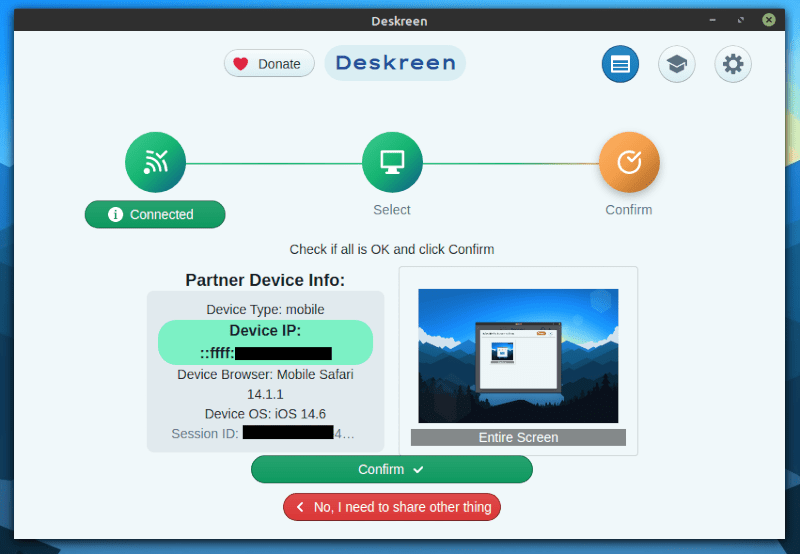 Deskreen
Donate
Deskreen
Connected
Select
Confirm
Check if all is OK and click Confirm
Partner Device Info:
Device Type: mobile
Device IP:
::ffff:
Device Browser: Mobile Safari
14.1.1
Device OS: iOS 14.6
Session ID: 4...
Entire Screen
Confirm
No, I need to share other thing